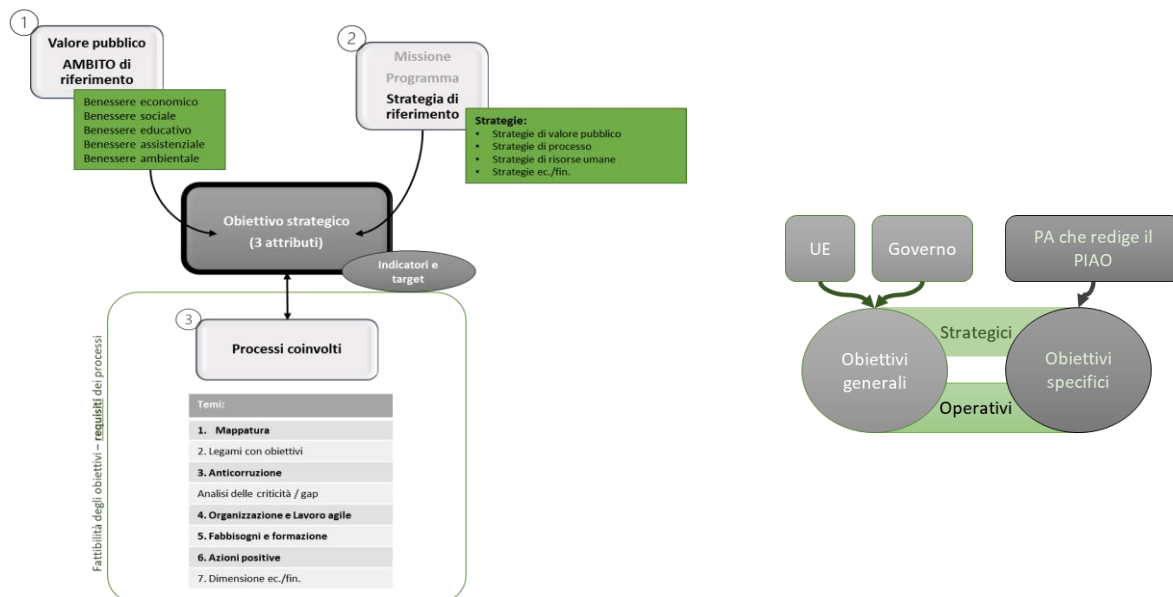 1
Valore pubblico
AMBITO di
riferimento
Benessere economico
Benessere sociale
Benessere educativo
Benessere assistenziale
Benessere ambientale
2
Missione
Programma
Strategia di
riferimento
Strategie:
• Strategie di valore pubblico
• Strategie di processo
• Strategie di risorse umane
• Strategie ec./fin.
Obiettivo strategico
(3 attributi)
Indicatori e
target
3
Processi coinvolti
Fattibilità degli obiettivi – requisiti dei processi
Temi:
1. Mappatura
2. Legami con obiettivi
3. Anticorruzione
Analisi delle criticità / gap
4. Organizzazione e Lavoro agile
5. Fabbisogni e formazione
6. Azioni positive
7. Dimensione ec./fin.
UE
Governo
PA che redige il
PIAO
Strategici
Obiettivi
generali
Obiettivi
specifici
Operativi